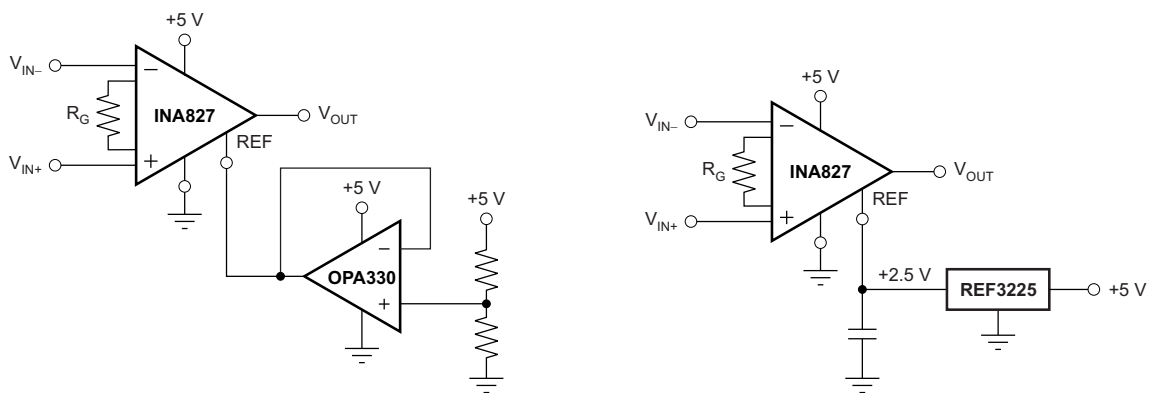 +5 V
V_IN–
−
R_G
INA827
V_OUT
REF
V_IN+
+
+5 V
+5 V
−
OPA330
+
+5 V
V_IN–
−
R_G
INA827
V_OUT
REF
V_IN+
+
+2.5 V
REF3225
+5 V